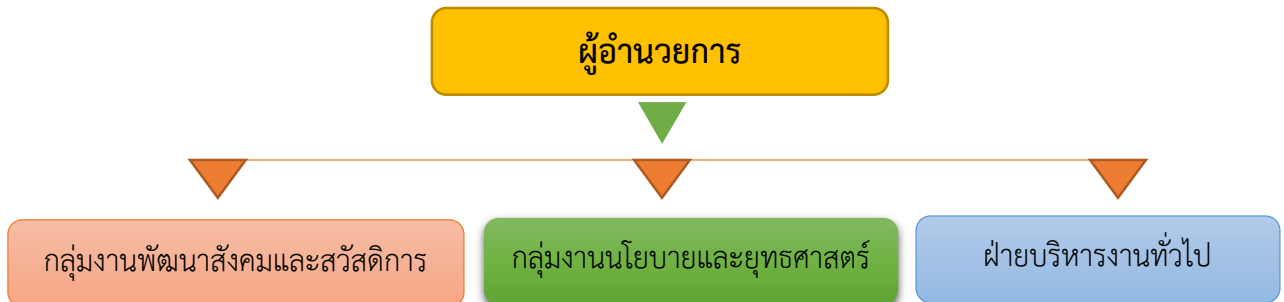 ผู้อำนวยการ
กลุ่มงานพัฒนาสังคมและสวัสดิการ
กลุ่มงานนโยบายและยุทธศาสตร์
ฝ่ายบริหารงานทั่วไป